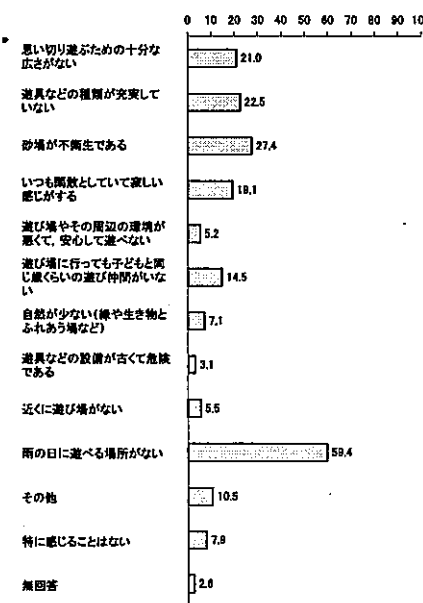 0 10 20 30 40 50 60 70 80 90 10
思い切り遊ぶための十分な
広さがない
21.0
遊具などの種類が充実して
いない
22.5
砂場が不衛生である
27.4
いつも閑散としていて寂しい
感じがする
19.1
遊び場やその周辺の環境が
悪くて，安心して遊べない
5.2
遊び場に行っても子どもと同
じ歳くらいの遊び仲間がいな
い
14.5
自然が少ない（緑や生き物と
ふれあう場など）
7.1
遊具などの設備が古くて危険
である
3.1
近くに遊び場がない
5.5
雨の日に遊べる場所がない
59.4
その他
10.5
特に感じることはない
7.9
無回答
2.6